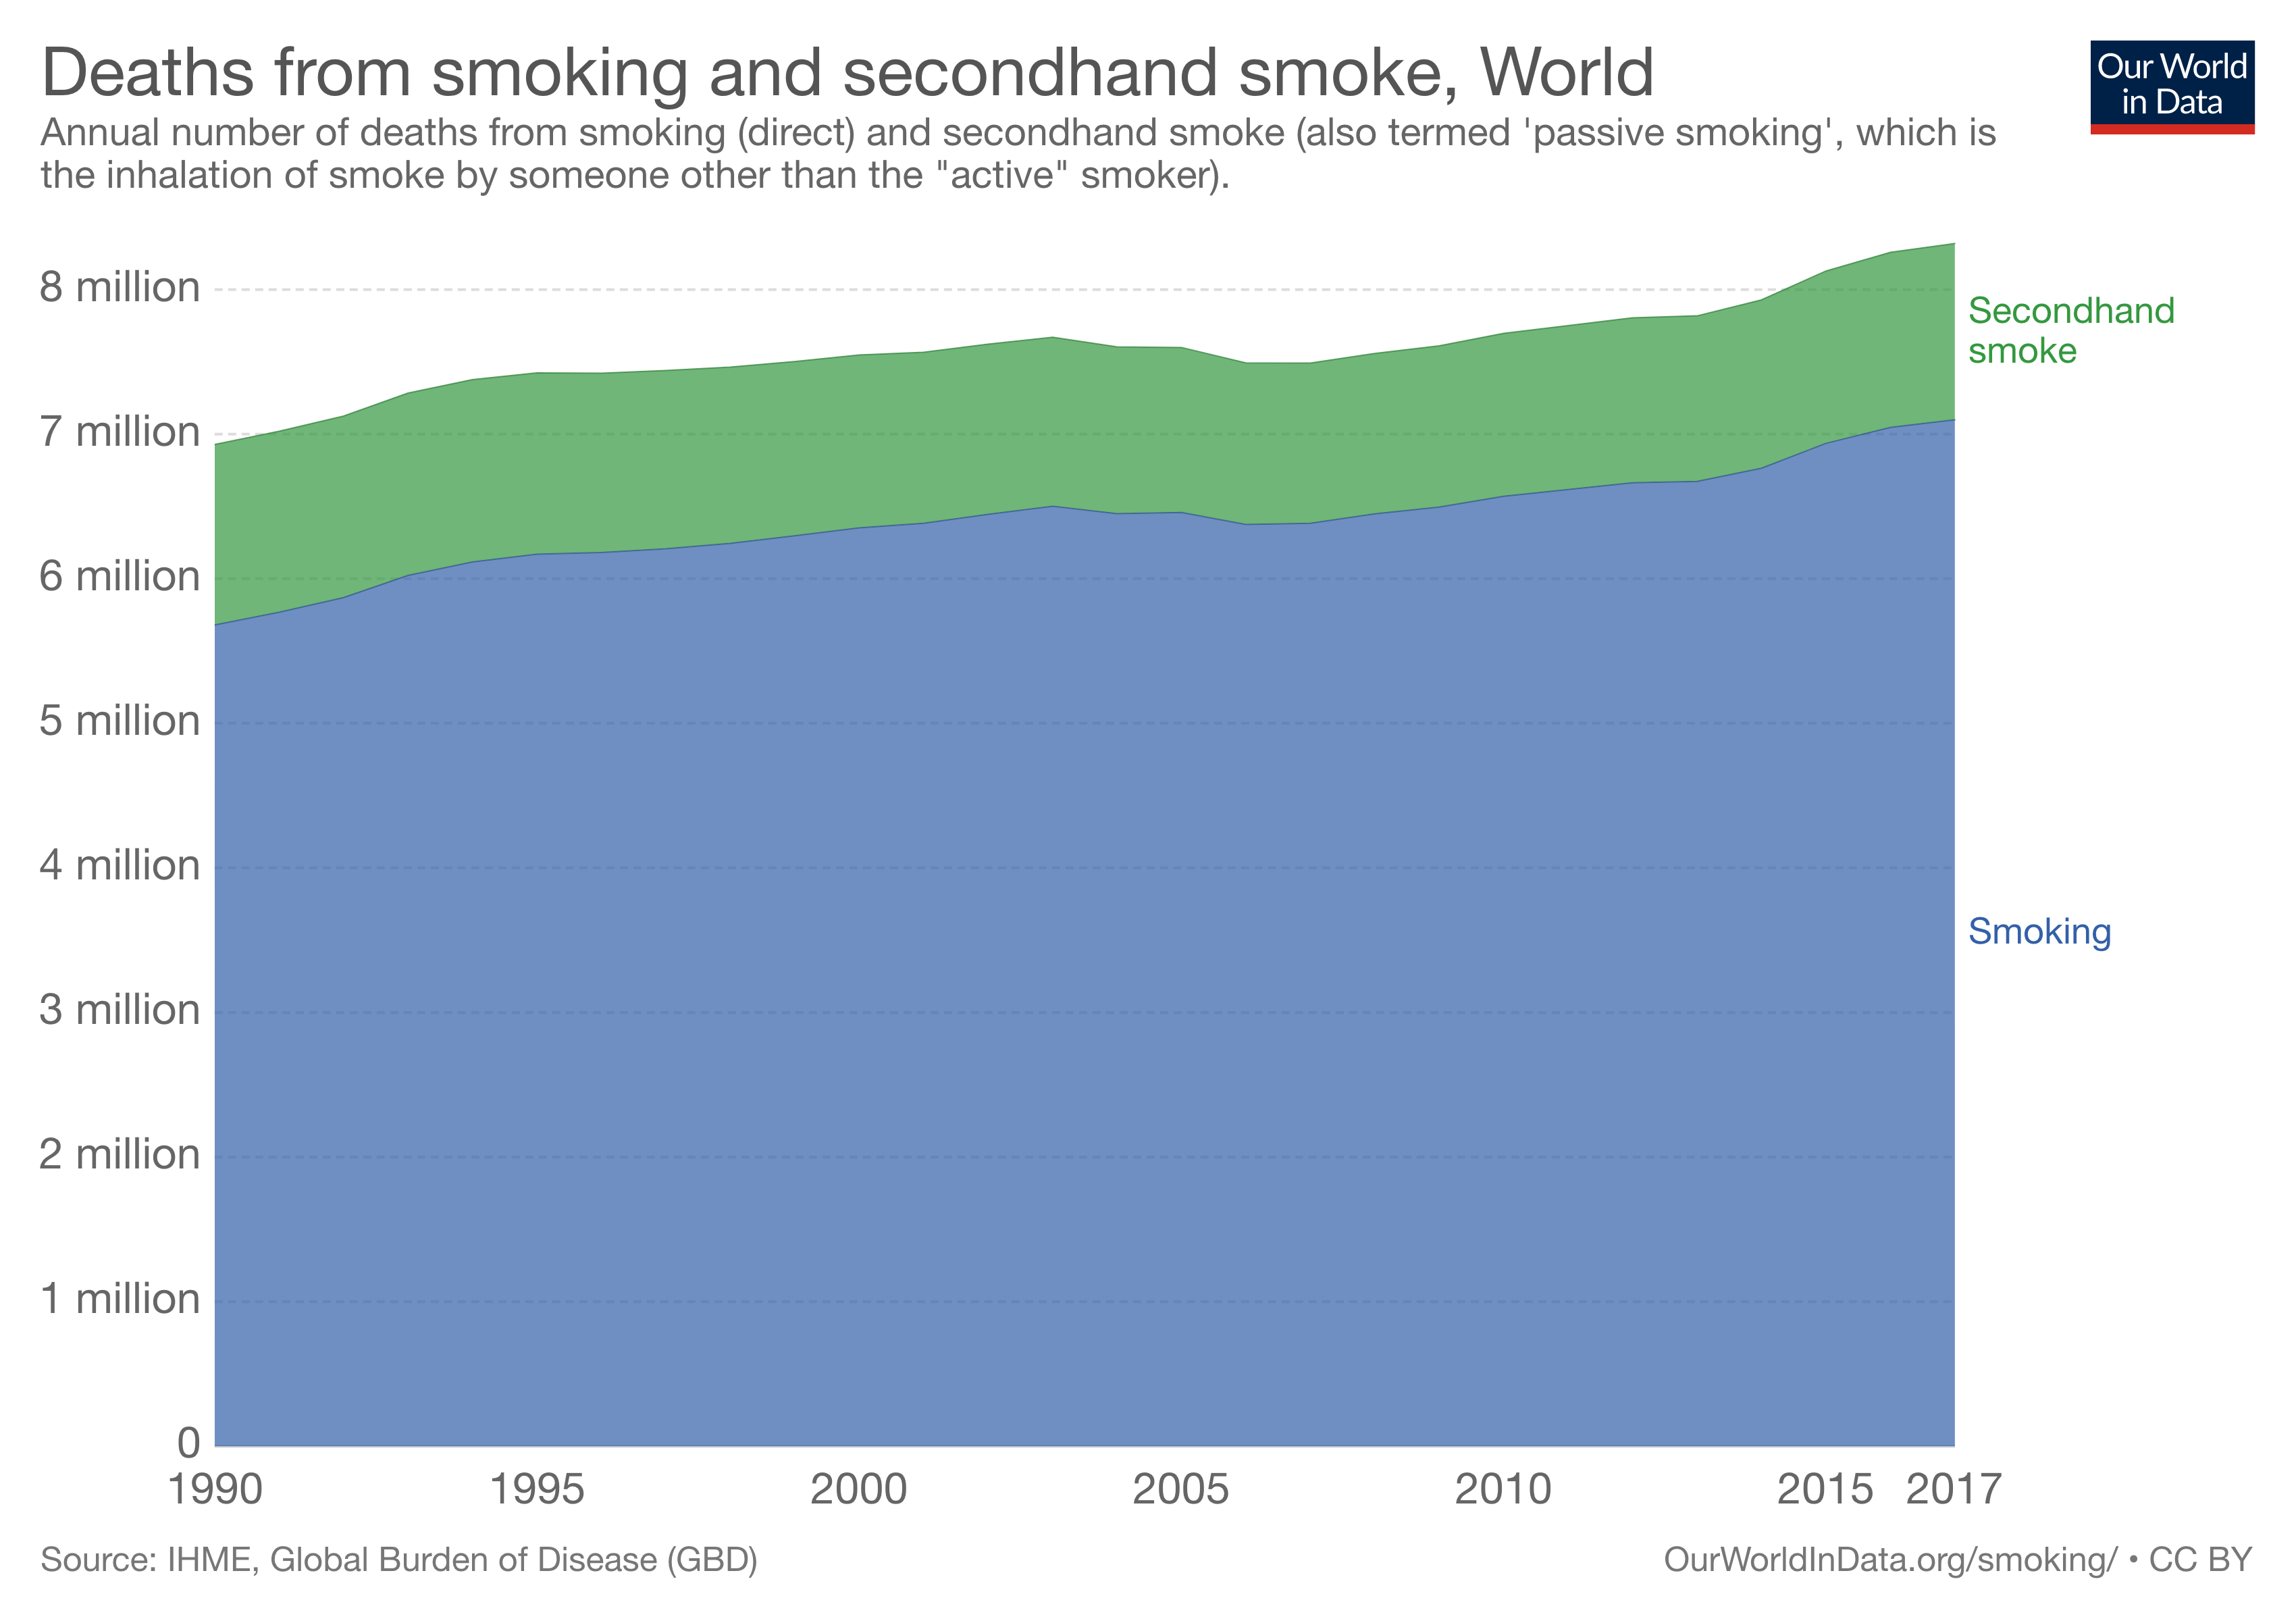 Deaths from smoking and secondhand smoke, World
Our World
in Data
Annual number of deaths from smoking (direct) and secondhand smoke (also termed 'passive smoking', which is
the inhalation of smoke by someone other than the "active" smoker).
8 million
7 million
6 million
5 million
4 million
3 million
2 million
1 million
0
Secondhand
smoke
Smoking
1990 1995 2000 2005 2010 2015 2017
Source: IHME, Global Burden of Disease (GBD)
OurWorldInData.org/smoking/ • CC BY